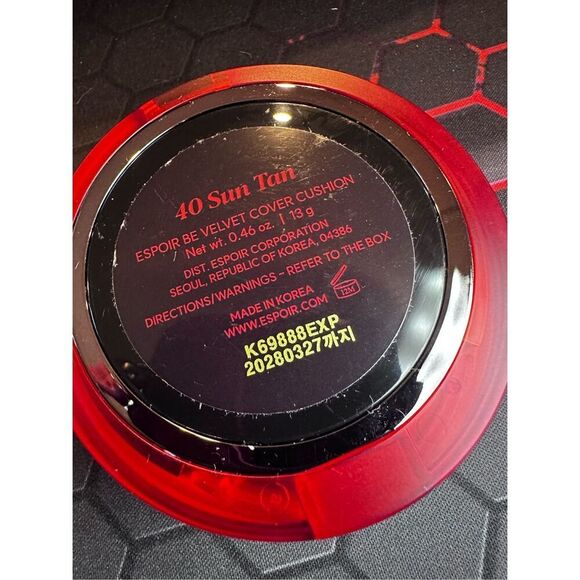 40 Sun Tan
ESPOIR BE VELVET COVER CUSHION
Net wt. 0.46 oz. | 13 g
DIST. ESPOIR CORPORATION
SEOUL, REPUBLIC OF KOREA, 04386
DIRECTIONS/WARNINGS – REFER TO THE BOX
MADE IN KOREA
WWW.ESPOIR.COM
12M
K69888EXP
20280327까지